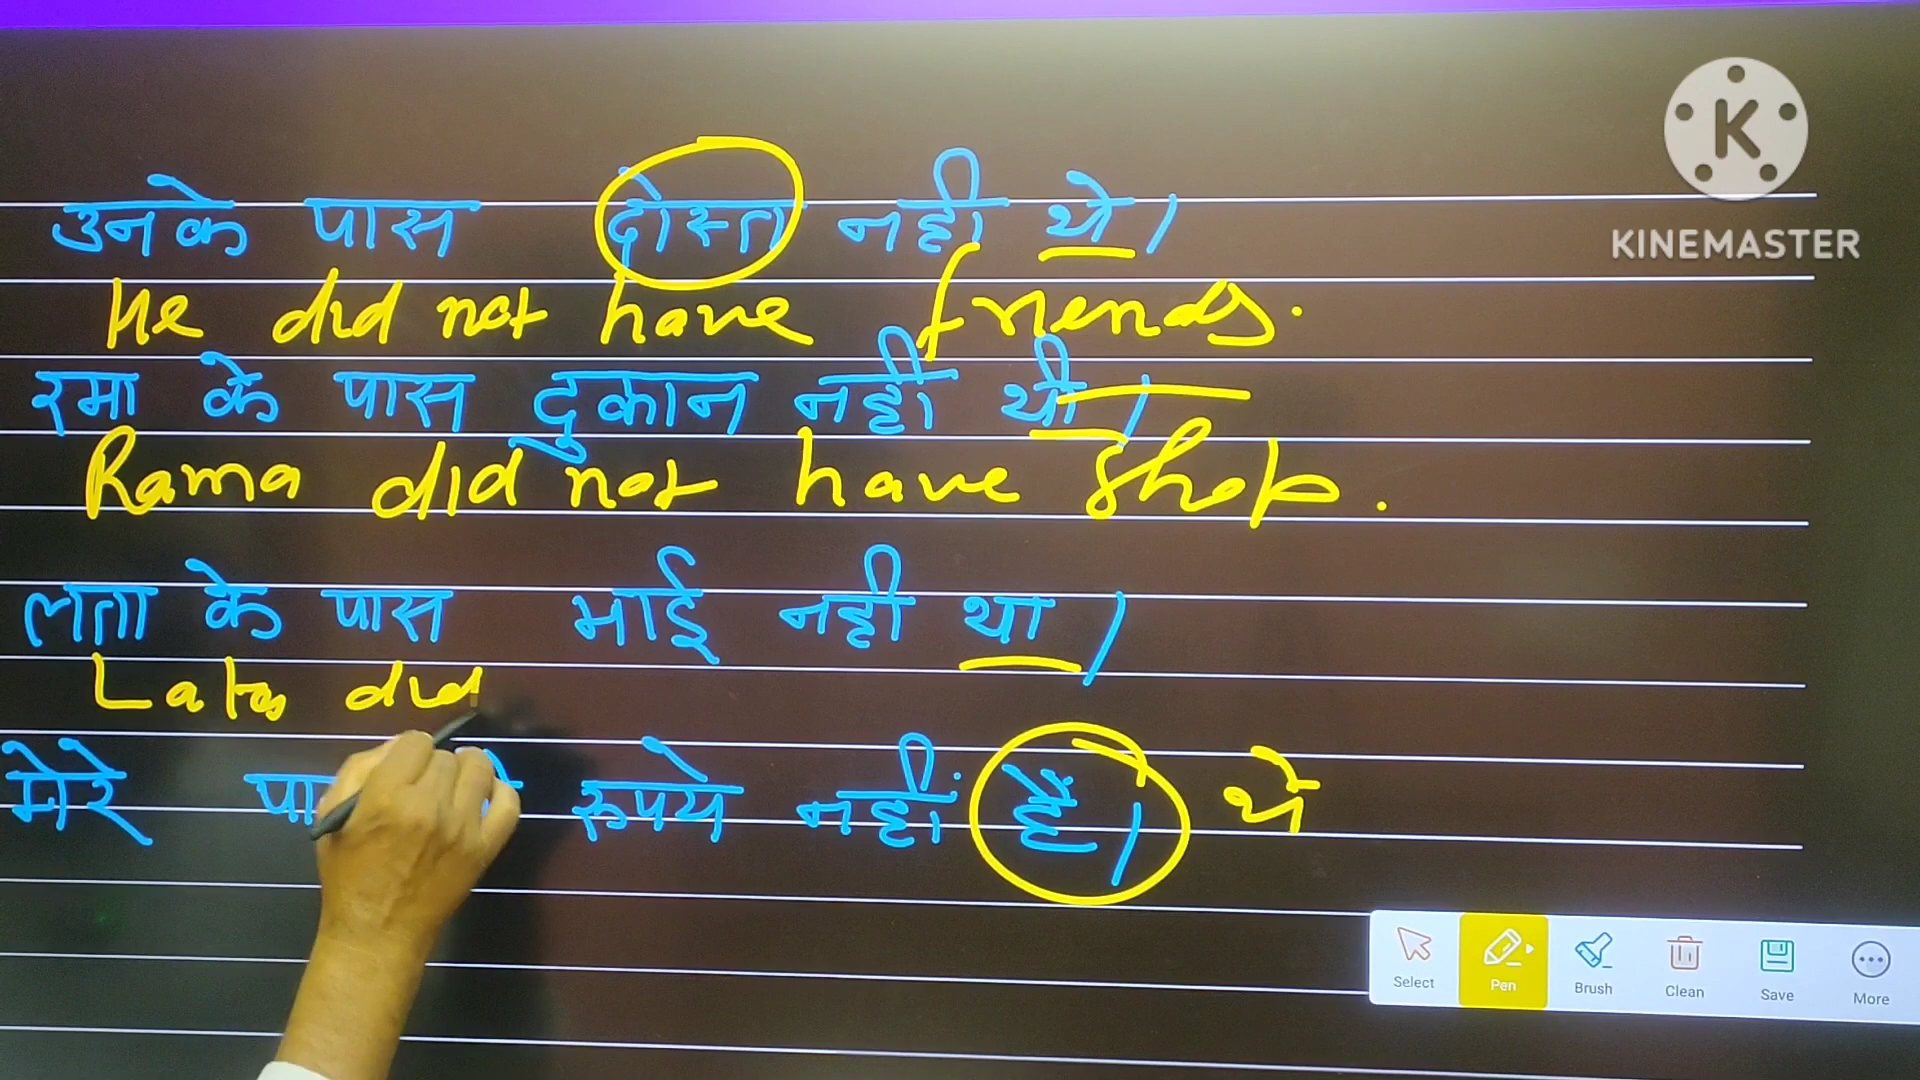 KINEMASTER
उनके पास दोस्त नही थे।
He did not have friends.
रमा के पास दुकान नही थी।
Rama did not have shop.
लता के पास भाई नही था।
Lata did
मेरे रूपये नहीं हैं। थे
Select Pen Brush Clean Save More